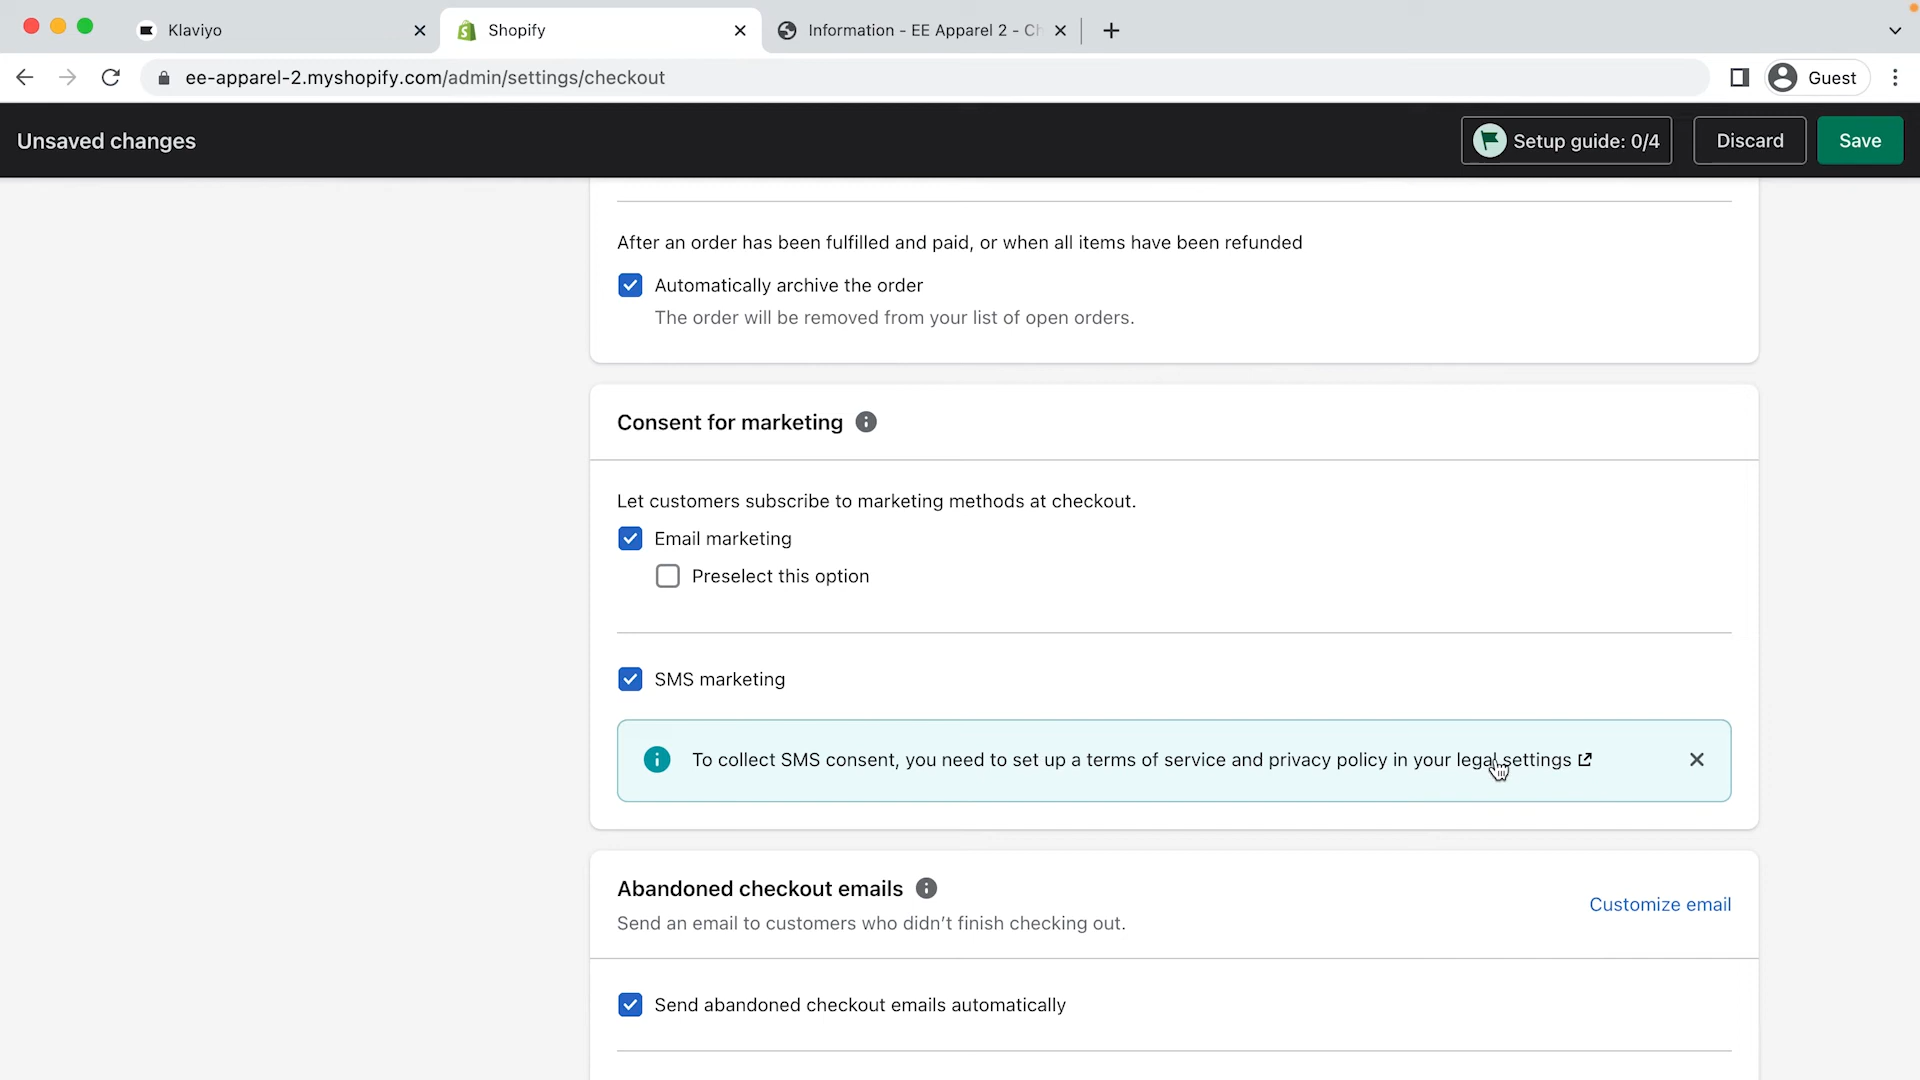 Klaviyo
Shopify
Information - EE Apparel 2 - Ch
ee-apparel-2.myshopify.com/admin/settings/checkout
Guest
Unsaved changes
Setup guide: 0/4
Discard
Save
After an order has been fulfilled and paid, or when all items have been refunded
Automatically archive the order
The order will be removed from your list of open orders.
Consent for marketing
Let customers subscribe to marketing methods at checkout.
Email marketing
Preselect this option
SMS marketing
To collect SMS consent, you need to set up a terms of service and privacy policy in your legal settings
Abandoned checkout emails
Customize email
Send an email to customers who didn't finish checking out.
Send abandoned checkout emails automatically